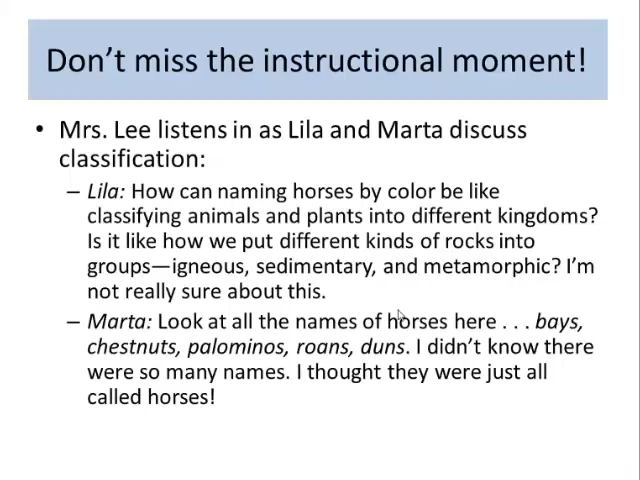 Don't miss the instructional moment!
• Mrs. Lee listens in as Lila and Marta discuss
classification:
– Lila: How can naming horses by color be like
classifying animals and plants into different kingdoms?
Is it like how we put different kinds of rocks into
groups—igneous, sedimentary, and metamorphic? I'm
not really sure about this.
– Marta: Look at all the names of horses here . . . bays,
chestnuts, palominos, roans, duns. I didn't know there
were so many names. I thought they were just all
called horses!